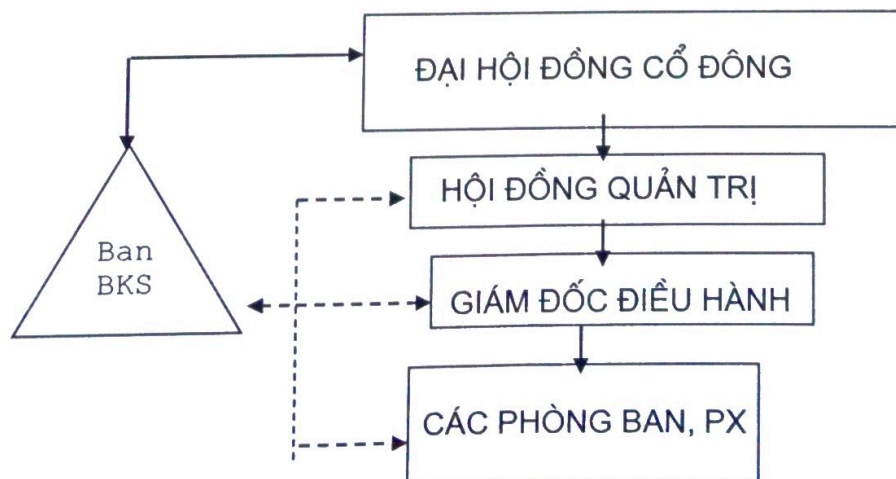 ĐẠI HỘI ĐỒNG CỔ ĐÔNG
HỘI ĐỒNG QUẢN TRỊ
Ban
BKS
GIÁM ĐỐC ĐIỀU HÀNH
CÁC PHÒNG BAN, PX